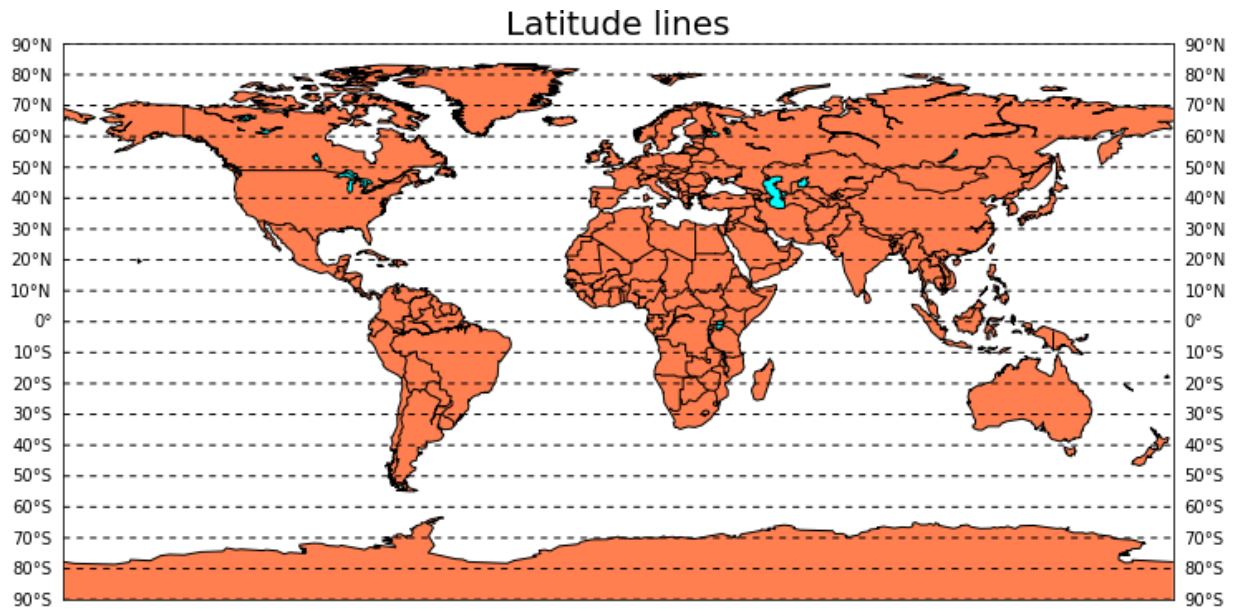 Latitude lines
90°N 90°N
80°N 80°N
70°N 70°N
60°N 60°N
50°N 50°N
40°N 40°N
30°N 30°N
20°N 20°N
10°N 10°N
0° 0°
10°S 10°S
20°S 20°S
30°S 30°S
40°S 40°S
50°S 50°S
60°S 60°S
70°S 70°S
80°S 80°S
90°S 90°S